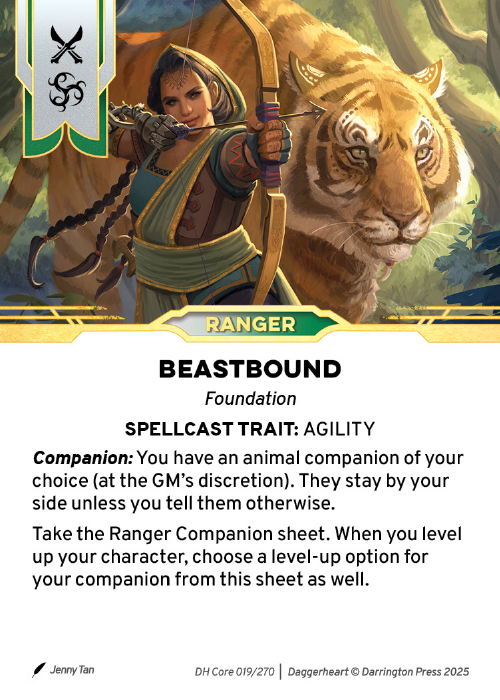 RANGER
BEASTBOUND
Foundation
SPELLCAST TRAIT: AGILITY
Companion: You have an animal companion of your
choice (at the GM’s discretion). They stay by your
side unless you tell them otherwise.
Take the Ranger Companion sheet. When you level
up your character, choose a level-up option for
your companion from this sheet as well.
Jenny Tan
DH Core 019/270 | Daggerheart © Darrington Press 2025